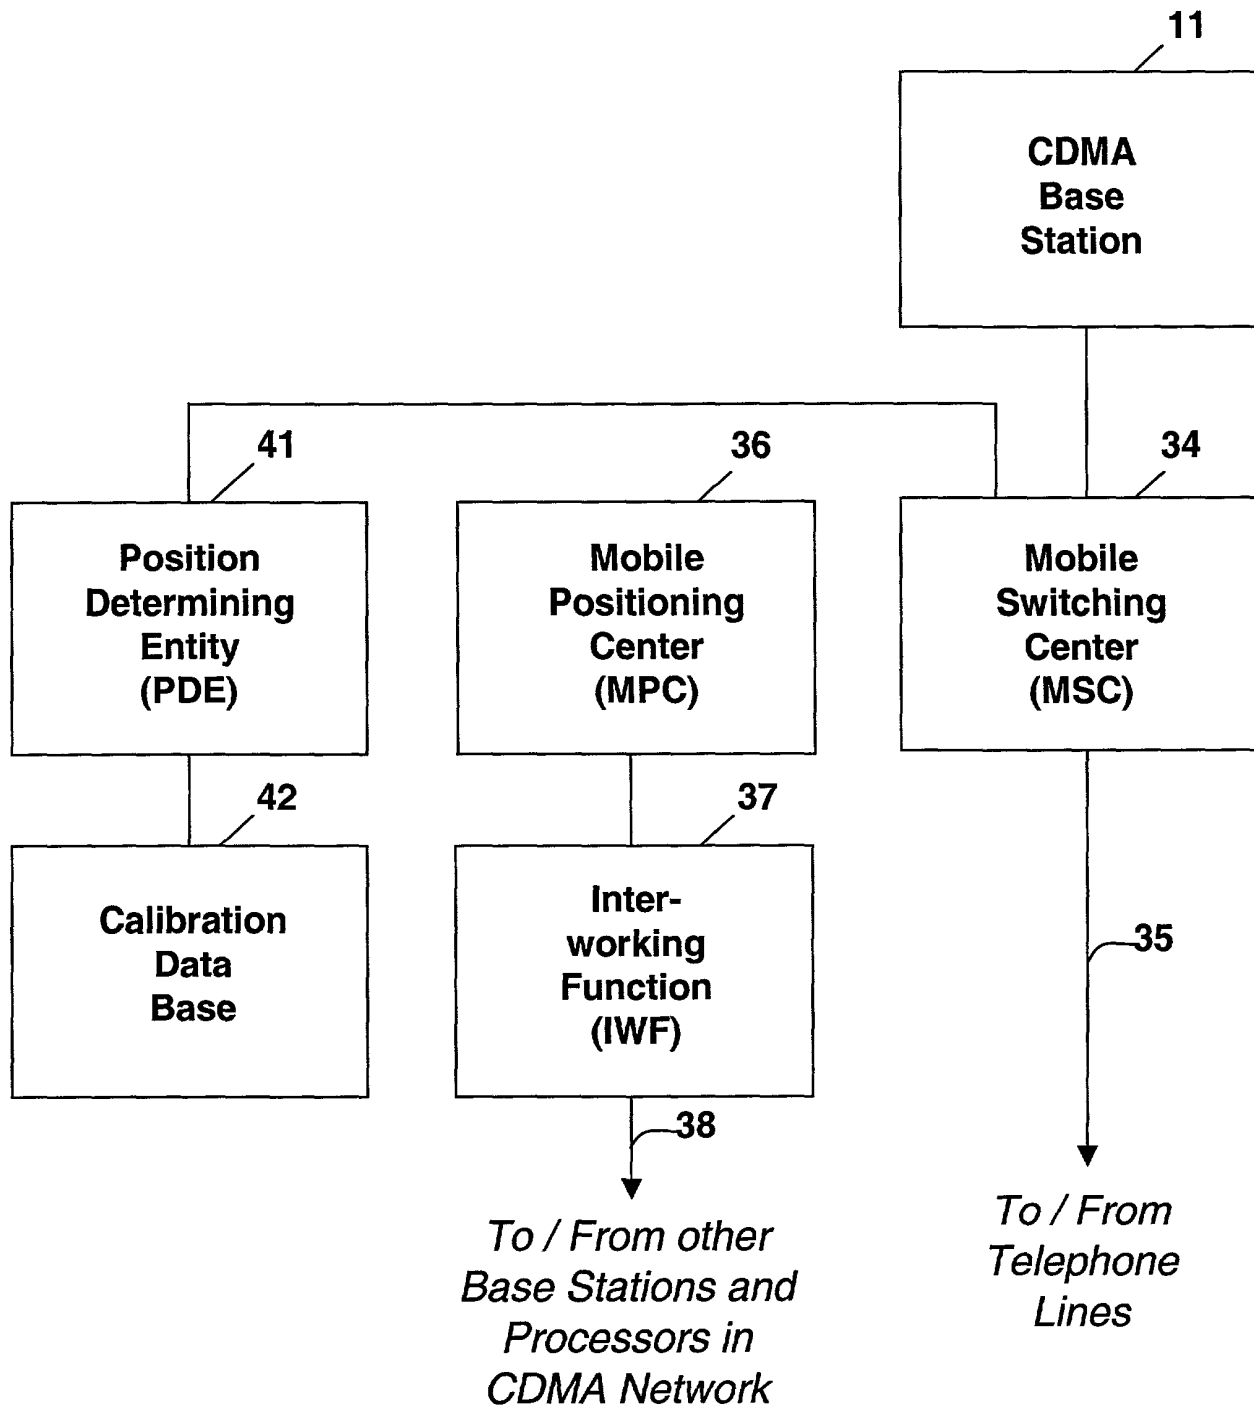 11
CDMA
Base
Station
41
36
34
Position
Determining
Entity
(PDE)
Mobile
Positioning
Center
(MPC)
Mobile
Switching
Center
(MSC)
42
37
Calibration
Data
Base
Inter-
working
Function
(IWF)
35
38
To / From other
Base Stations and
Processors in
CDMA Network
To / From
Telephone
Lines